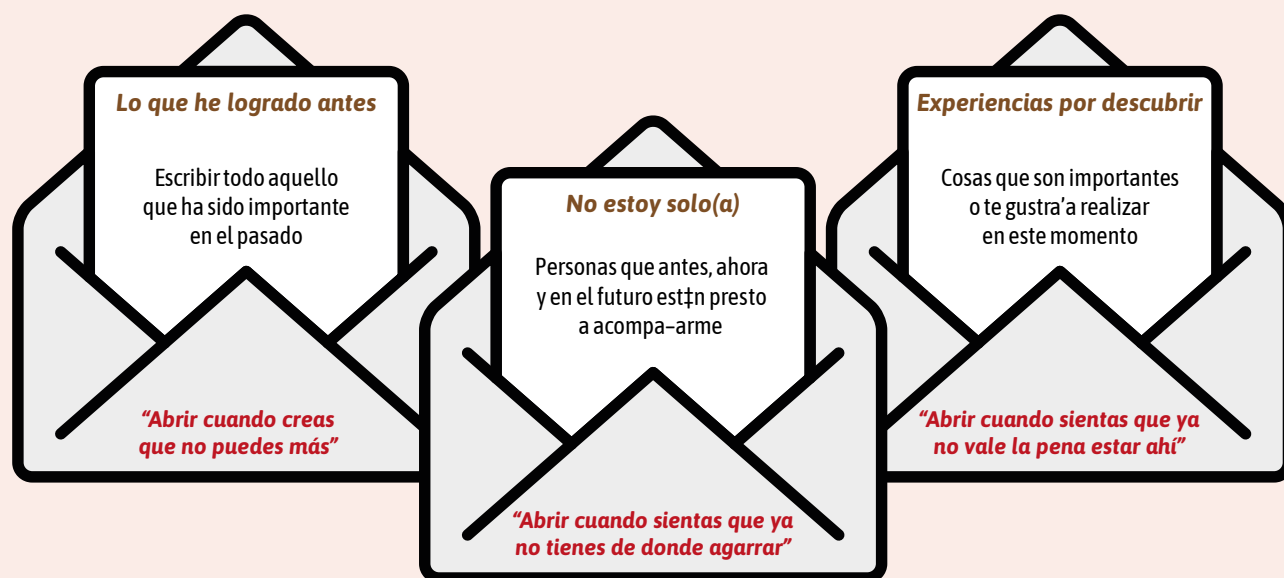 Lo que he logrado antes
Escribir todo aquello
que ha sido importante
en el pasado
“Abrir cuando creas
que no puedes más”
No estoy solo(a)
Personas que antes, ahora
y en el futuro est‡n presto
a acompa–arme
“Abrir cuando sientas que ya
no tienes de donde agarrar”
Experiencias por descubrir
Cosas que son importantes
o te gustra’a realizar
en este momento
“Abrir cuando sientas que ya
no vale la pena estar ahí”